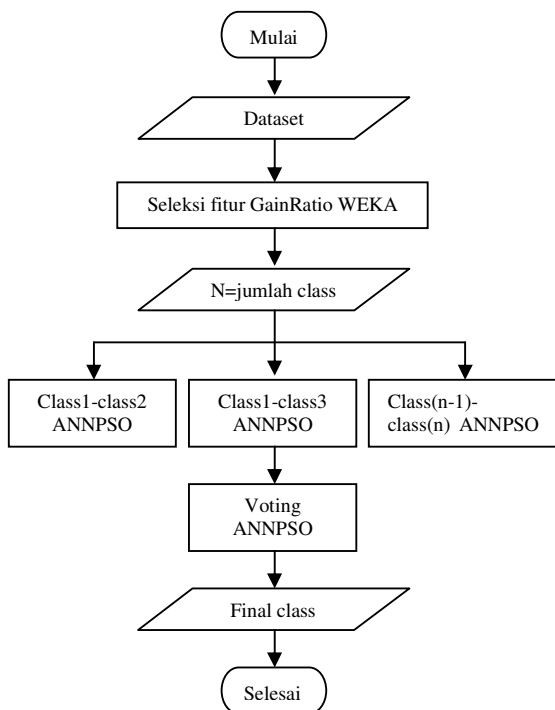 Mulai
Dataset
Seleksi fitur GainRatio WEKA
N=jumlah class
Class1-class2
ANNPSO
Class1-class3
ANNPSO
Class(n-1)-
class(n) ANNPSO
Voting
ANNPSO
Final class
Selesai